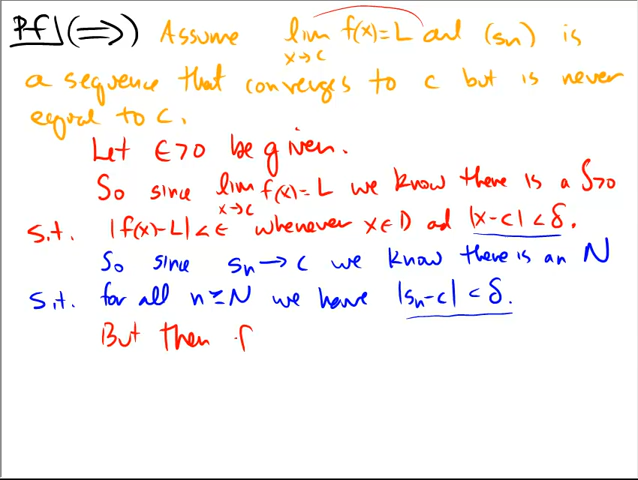 Pf (⟹) Assume lim x→c f(x)=L and (sn) is
a sequence that converges to c but is never
equal to c.
Let ε>0 be given.
So since lim x→c f(x)=L we know there is a δ>0
s.t. |f(x)-L|<ε whenever x∈D ad |x-c|<δ.
So since sn→c we know there is an N
s.t. for all n≥N we have |sn-c|<δ.
But then